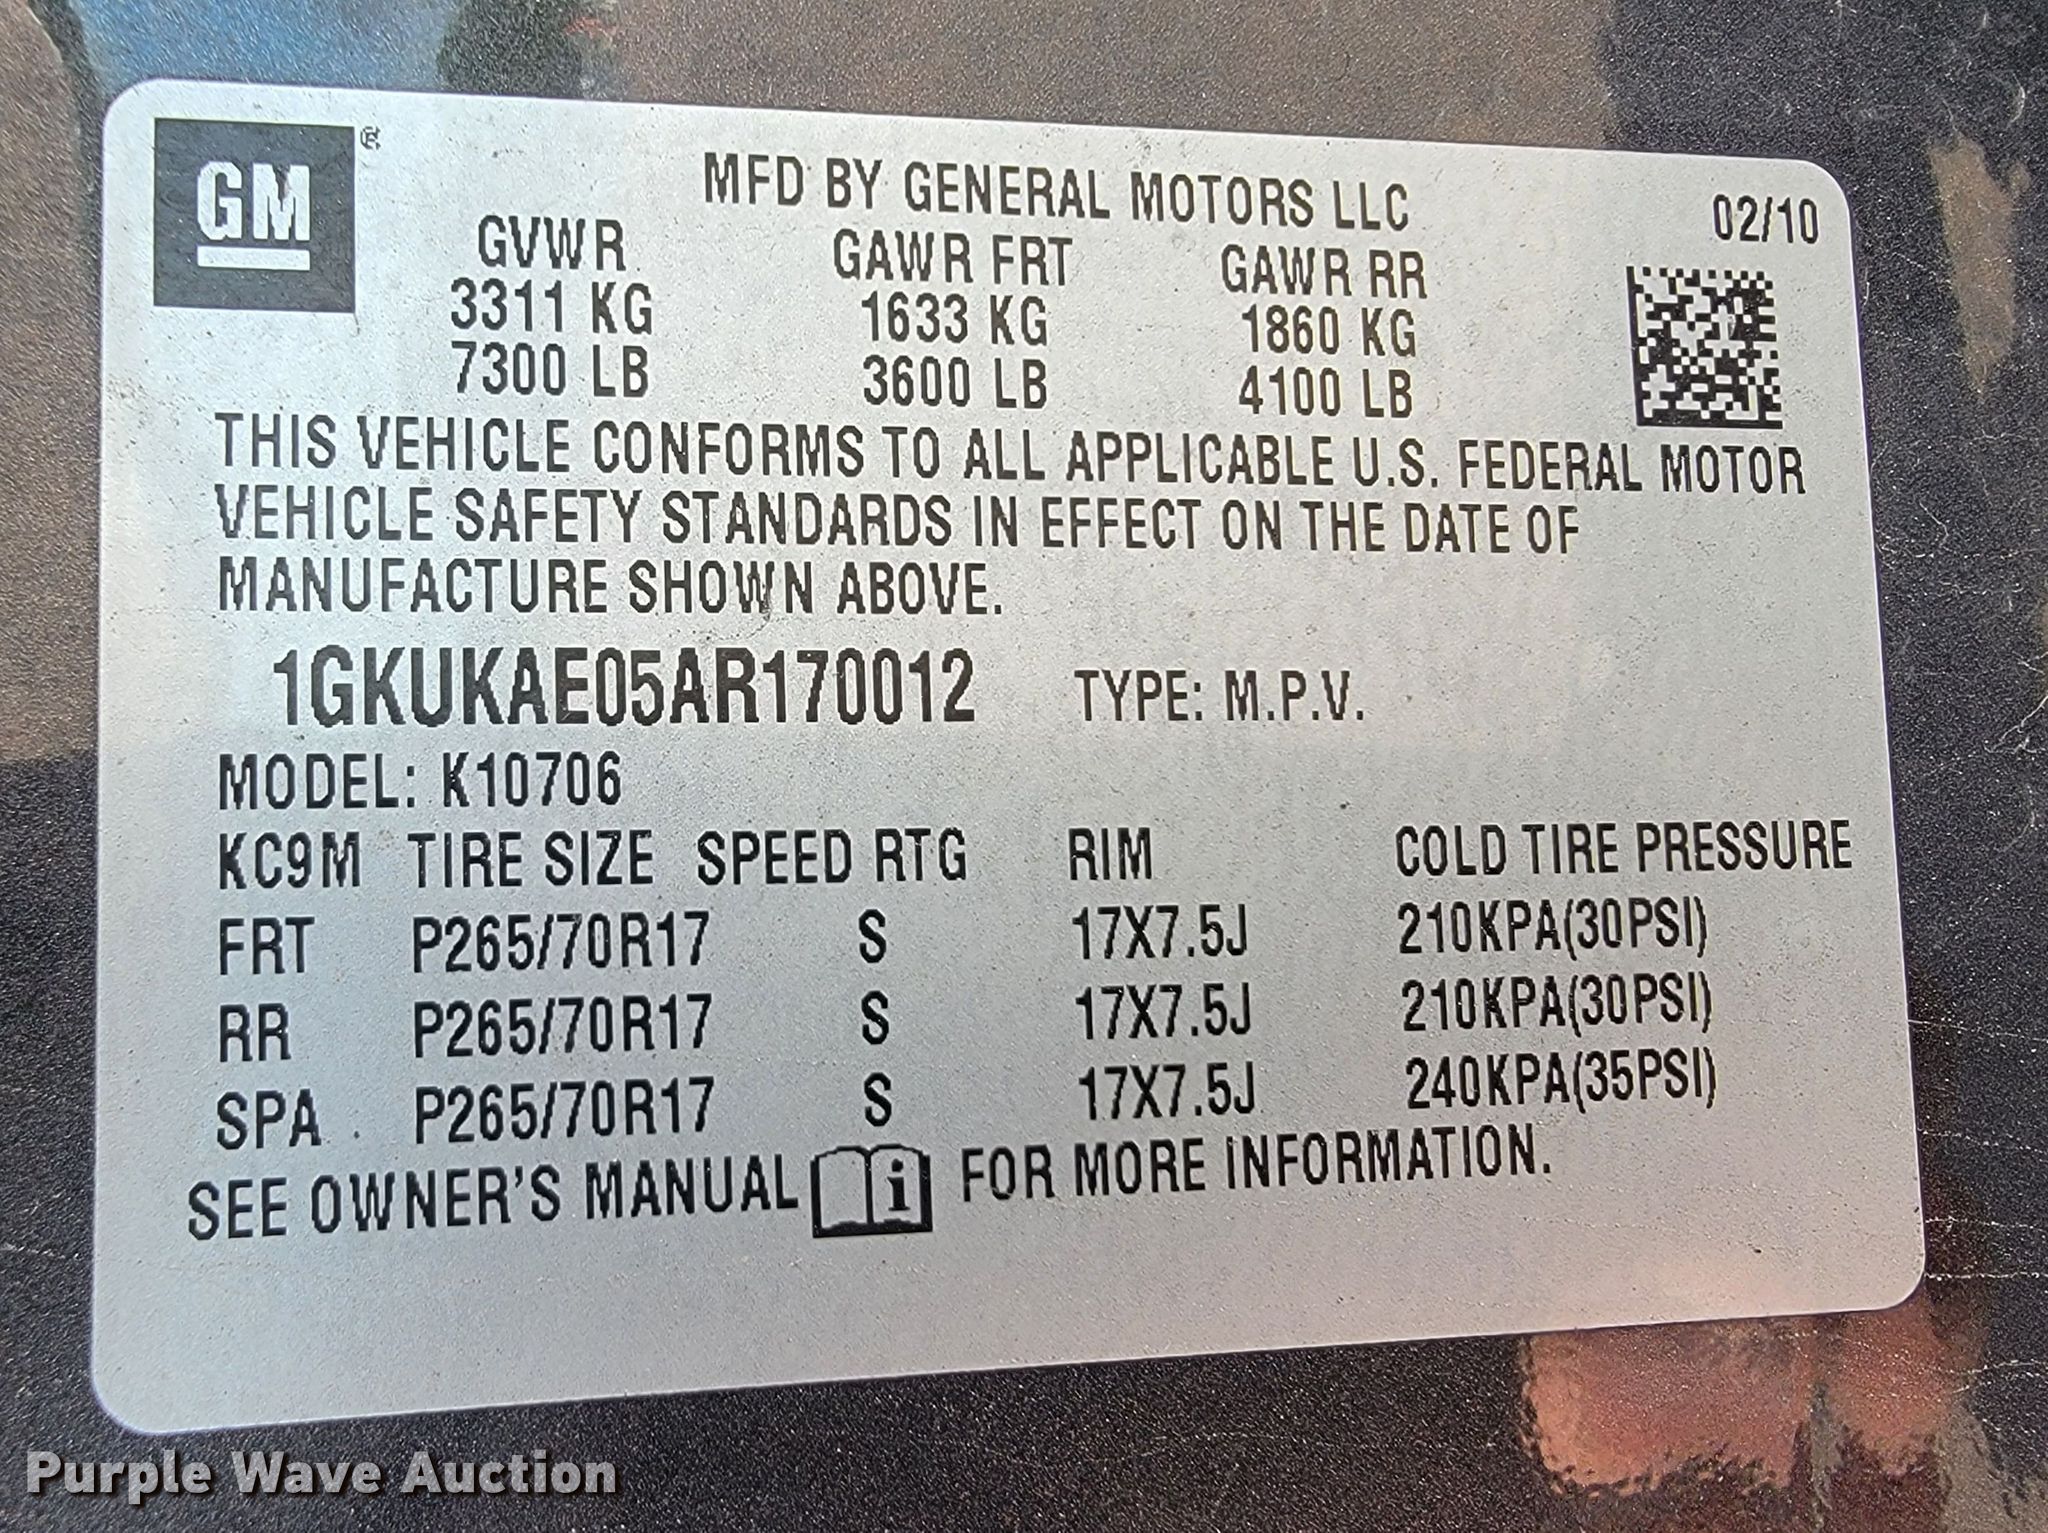 GM®
MFD BY GENERAL MOTORS LLC
02/10
GVWR GAWR FRT GAWR RR
3311 KG 1633 KG 1860 KG
7300 LB 3600 LB 4100 LB
THIS VEHICLE CONFORMS TO ALL APPLICABLE U.S. FEDERAL MOTOR
VEHICLE SAFETY STANDARDS IN EFFECT ON THE DATE OF
MANUFACTURE SHOWN ABOVE.
1GKUKAE05AR170012 TYPE: M.P.V.
MODEL: K10706
KC9M TIRE SIZE SPEED RTG RIM COLD TIRE PRESSURE
FRT P265/70R17 S 17X7.5J 210KPA(30PSI)
RR P265/70R17 S 17X7.5J 210KPA(30PSI)
SPA P265/70R17 S 17X7.5J 240KPA(35PSI)
SEE OWNER'S MANUAL i FOR MORE INFORMATION.
Purple Wave Auction